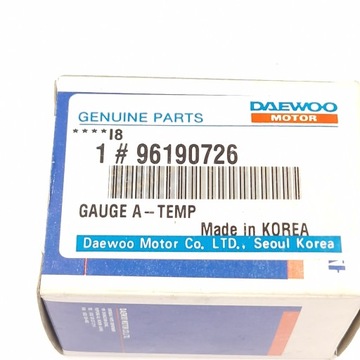 DAEWOO
GENUINE PARTS MOTOR
****I8
1 # 96190726
GAUGE A-TEMP
Made in KOREA
Daewoo Motor Co. LTD., Seoul Korea